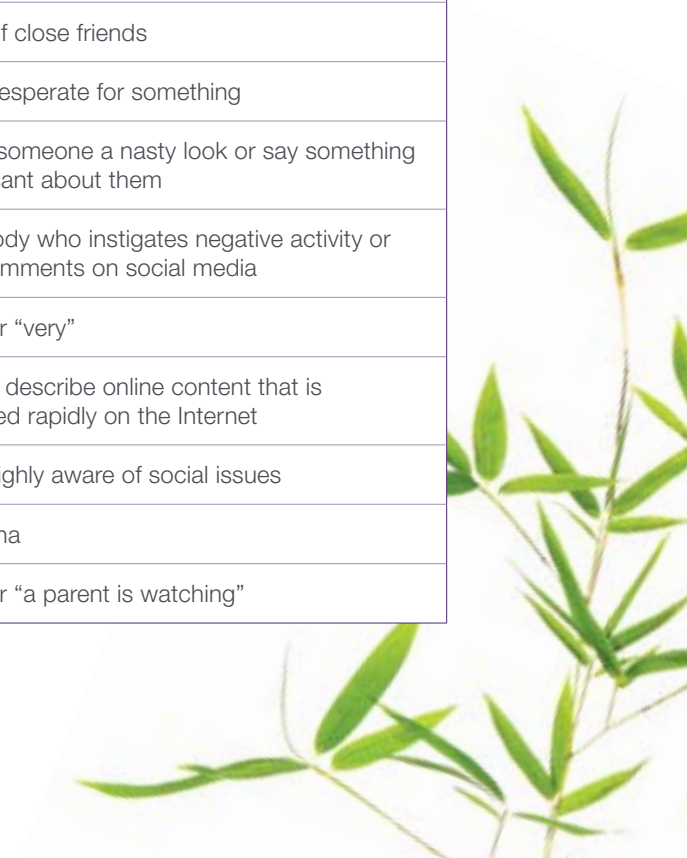 f close friends
esperate for something
someone a nasty look or say something
ant about them
ody who instigates negative activity or
mments on social media
r “very”
describe online content that is
ed rapidly on the Internet
ighly aware of social issues
na
r “a parent is watching”